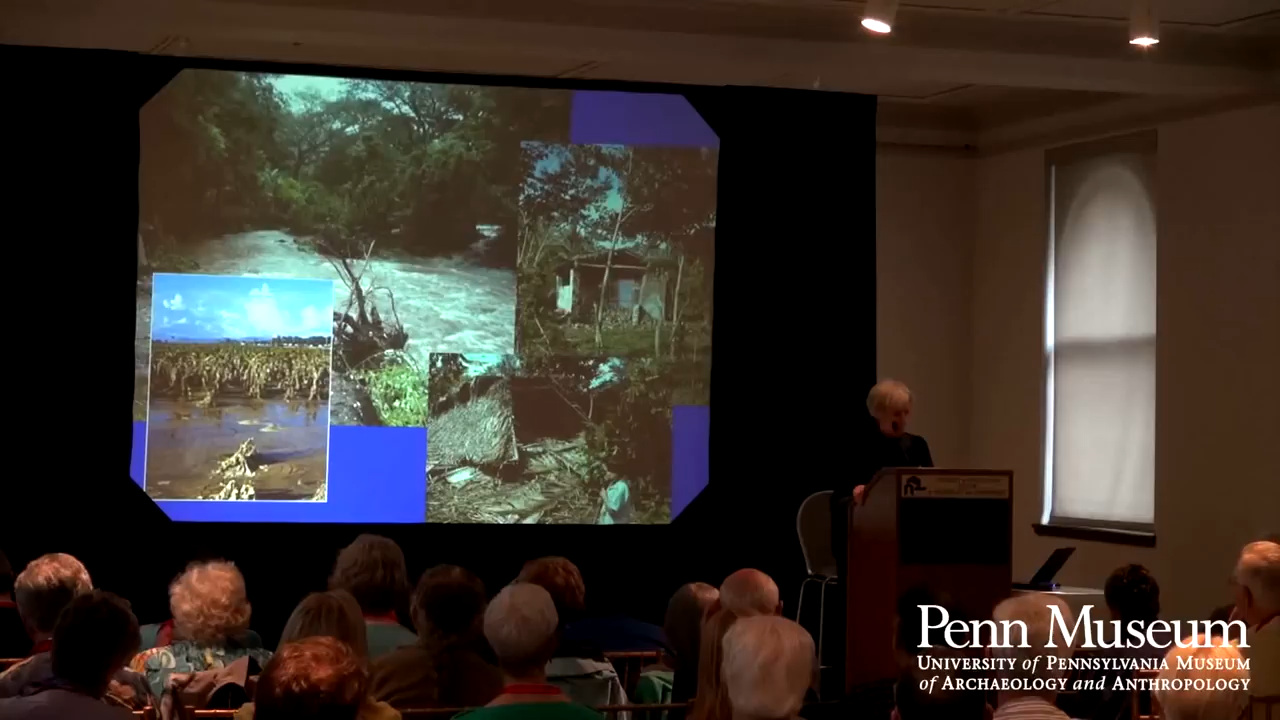 Penn Museum
University of Pennsylvania Museum
of Archaeology and Anthropology